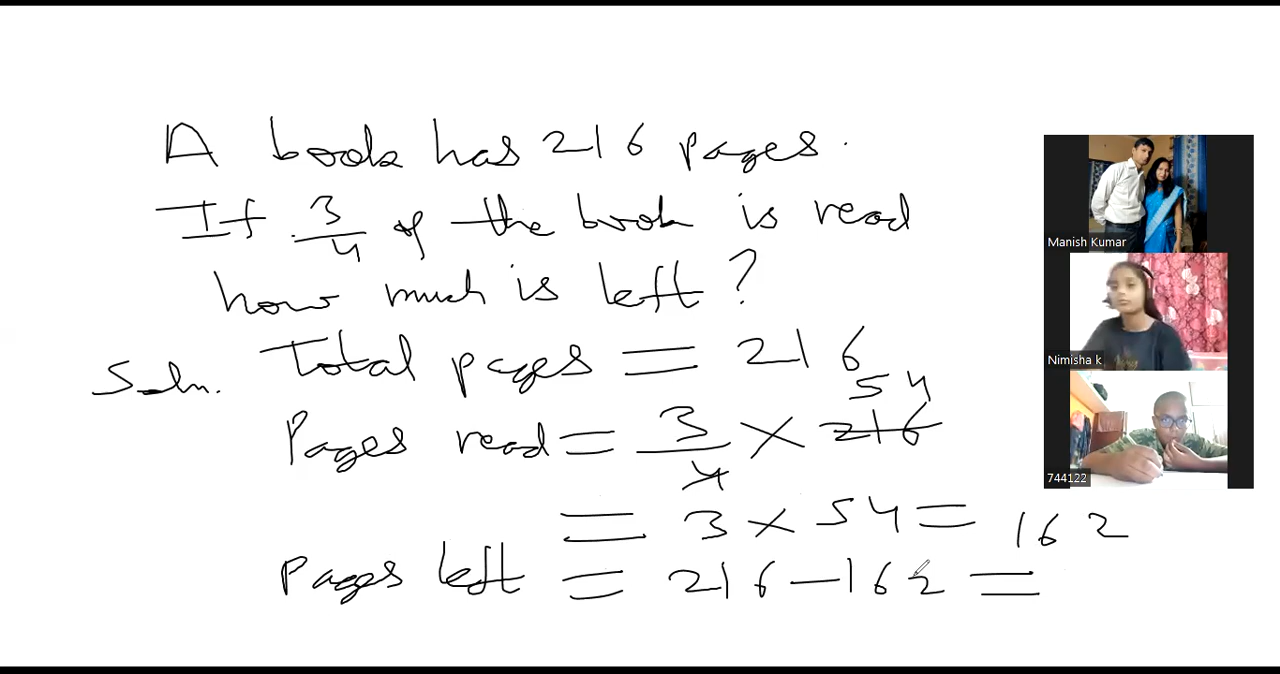 A book has 216 pages.
If 3/4 of the book is read
how much is left?
Soln. Total pages = 216
Pages read = 3/4 × 216 54
= 3 × 54 = 162
Pages left = 216 - 162 =
Manish Kumar
Nimisha k
744122